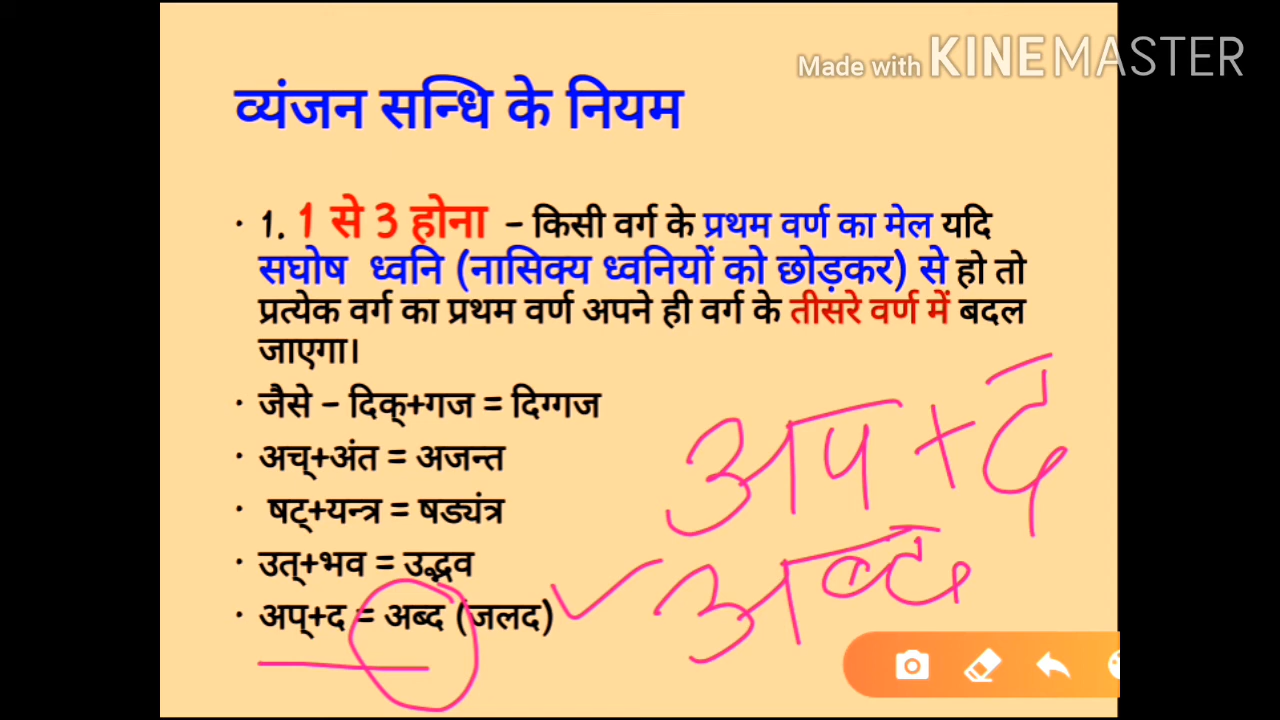 Made with KINEMASTER
व्यंजन सन्धि के नियम
• 1. 1 से 3 होना – किसी वर्ग के प्रथम वर्ण का मेल यदि
सघोष ध्वनि (नासिक्य ध्वनियों को छोड़कर) से हो तो
प्रत्येक वर्ग का प्रथम वर्ण अपने ही वर्ग के तीसरे वर्ण में बदल
जाएगा।
• जैसे – दिक्+गज = दिग्गज
• अच्+अंत = अजन्त
• षट्+यन्त्र = षड्यंत्र
• उत्+भव = उद्भव
• अप्+द = अब्द (जलद)
अप + द
अब्द